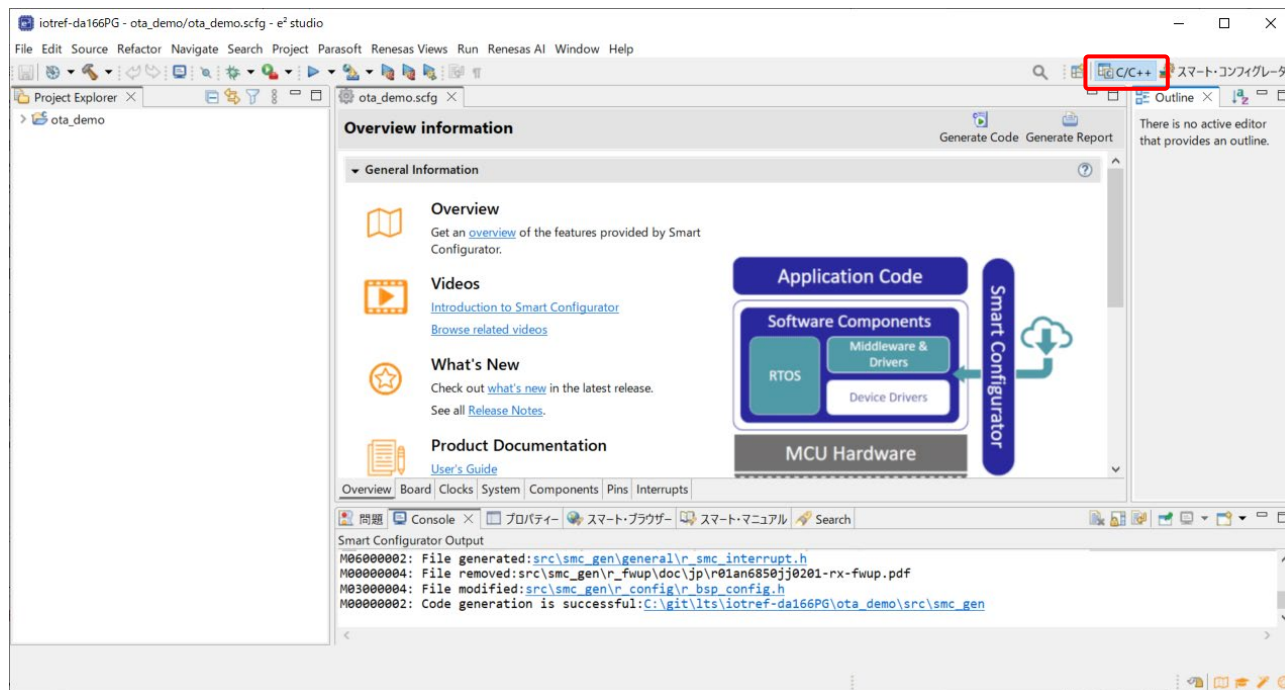 iotref-da166PG - ota_demo/ota_demo.scfg - e² studio
File Edit Source Refactor Navigate Search Project Parasoft Renesas Views Run Renesas AI Window Help
C/C++ スマート・コンフィグレータ
Project Explorer
ota_demo.scfg
Outline
ota_demo
There is no active editor
that provides an outline.
Overview information
Generate Code Generate Report
General Information
Overview
Get an overview of the features provided by Smart
Configurator.
Videos
Introduction to Smart Configurator
Browse related videos
What's New
Check out what's new in the latest release.
See all Release Notes.
Product Documentation
User's Guide
Application Code
Software Components
RTOS
Middleware &
Drivers
Device Drivers
MCU Hardware
Smart Configurator
Overview Board Clocks System Components Pins Interrupts
問題 Console プロパティー スマート・ブラウザー スマート・マニュアル Search
Smart Configurator Output
M06000002: File generated:src\smc_gen\general\r_smc_interrupt.h
M00000004: File removed:src\smc_gen\r_fwup\doc\jp\r01an6850jj0201-rx-fwup.pdf
M03000004: File modified:src\smc_gen\r_config\r_bsp_config.h
M00000002: Code generation is successful:C:\git\lts\iotref-da166PG\ota_demo\src\smc_gen